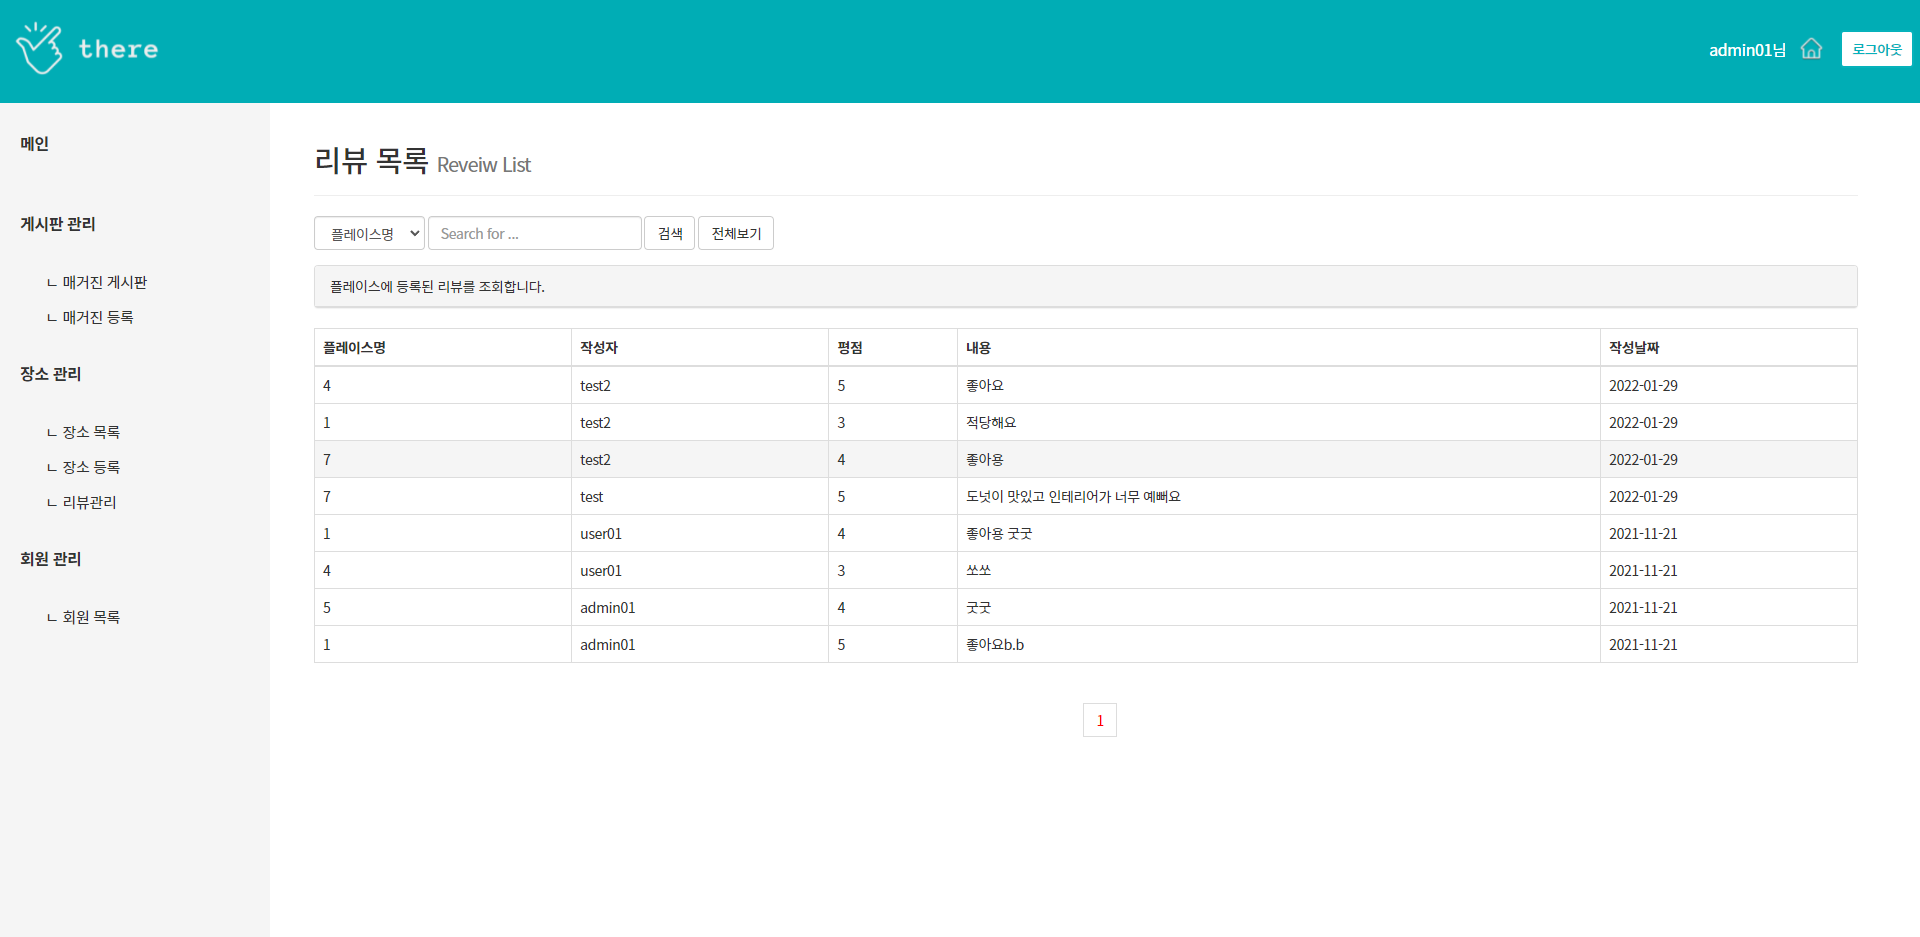 there
admin01님
로그아웃
메인
게시판 관리
ㄴ 매거진 게시판
ㄴ 매거진 등록
장소 관리
ㄴ 장소 목록
ㄴ 장소 등록
ㄴ 리뷰관리
회원 관리
ㄴ 회원 목록
리뷰 목록 Reveiw List
플레이스명 Search for ... 검색 전체보기
플레이스에 등록된 리뷰를 조회합니다.
플레이스명 작성자 평점 내용 작성날짜
4 test2 5 좋아요 2022-01-29
1 test2 3 적당해요 2022-01-29
7 test2 4 좋아용 2022-01-29
7 test 5 도넛이 맛있고 인테리어가 너무 예뻐요 2022-01-29
1 user01 4 좋아용 굿굿 2021-11-21
4 user01 3 쏘쏘 2021-11-21
5 admin01 4 굿굿 2021-11-21
1 admin01 5 좋아요b.b 2021-11-21
1